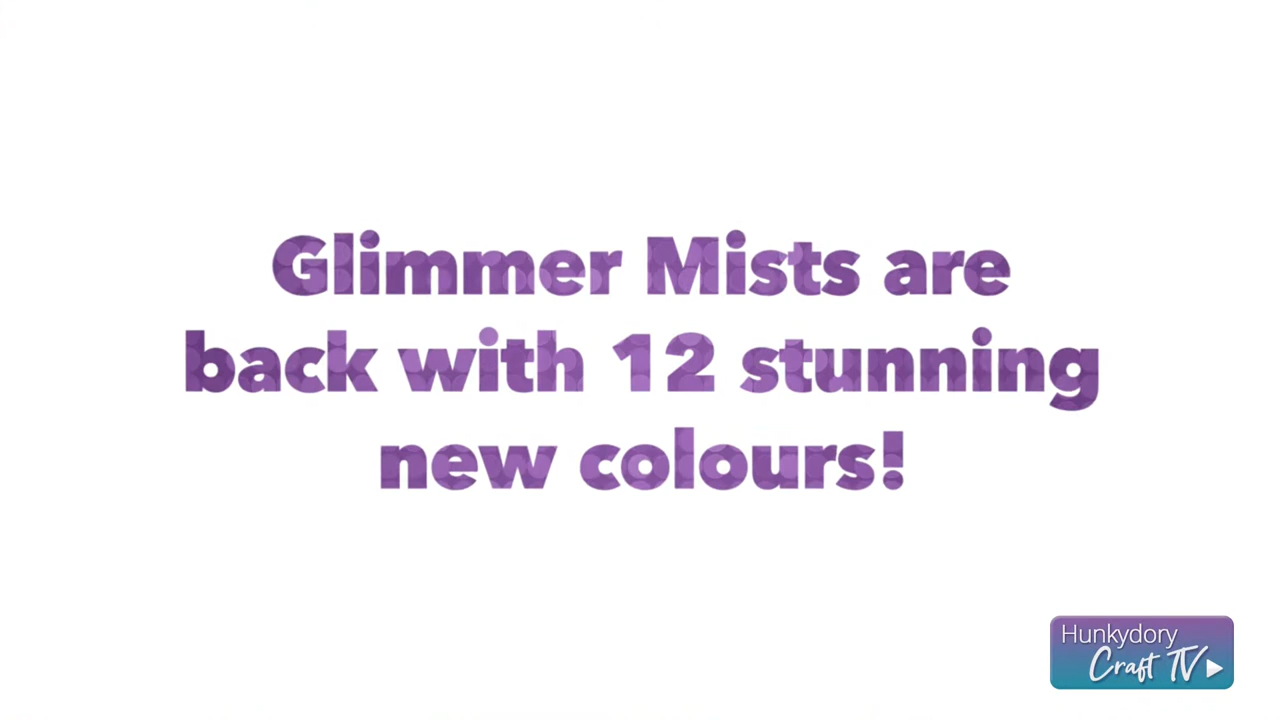 Glimmer Mists are
back with 12 stunning
new colours!
Hunkydory
Craft TV